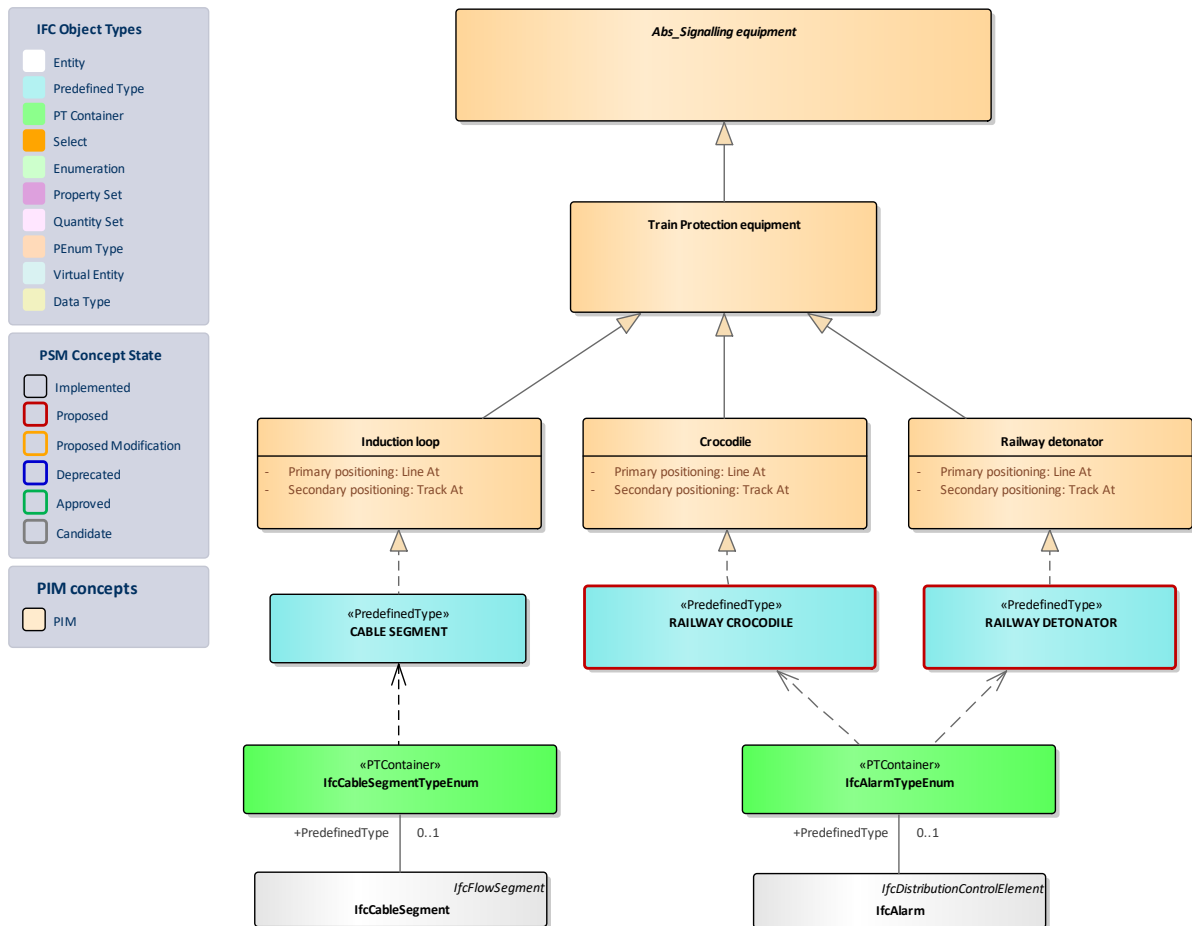 IFC Object Types
Entity
Predefined Type
PT Container
Select
Enumeration
Property Set
Quantity Set
PEnum Type
Virtual Entity
Data Type
PSM Concept State
Implemented
Proposed
Proposed Modification
Deprecated
Approved
Candidate
PIM concepts
PIM
Abs_Signalling equipment
Train Protection equipment
Induction loop
- Primary positioning: Line At
- Secondary positioning: Track At
Crocodile
- Primary positioning: Line At
- Secondary positioning: Track At
Railway detonator
- Primary positioning: Line At
- Secondary positioning: Track At
«PredefinedType»
CABLE SEGMENT
«PredefinedType»
RAILWAY CROCODILE
«PredefinedType»
RAILWAY DETONATOR
«PTContainer»
IfcCableSegmentTypeEnum
«PTContainer»
IfcAlarmTypeEnum
+PredefinedType 0..1
+PredefinedType 0..1
IfcFlowSegment
IfcCableSegment
IfcDistributionControlElement
IfcAlarm